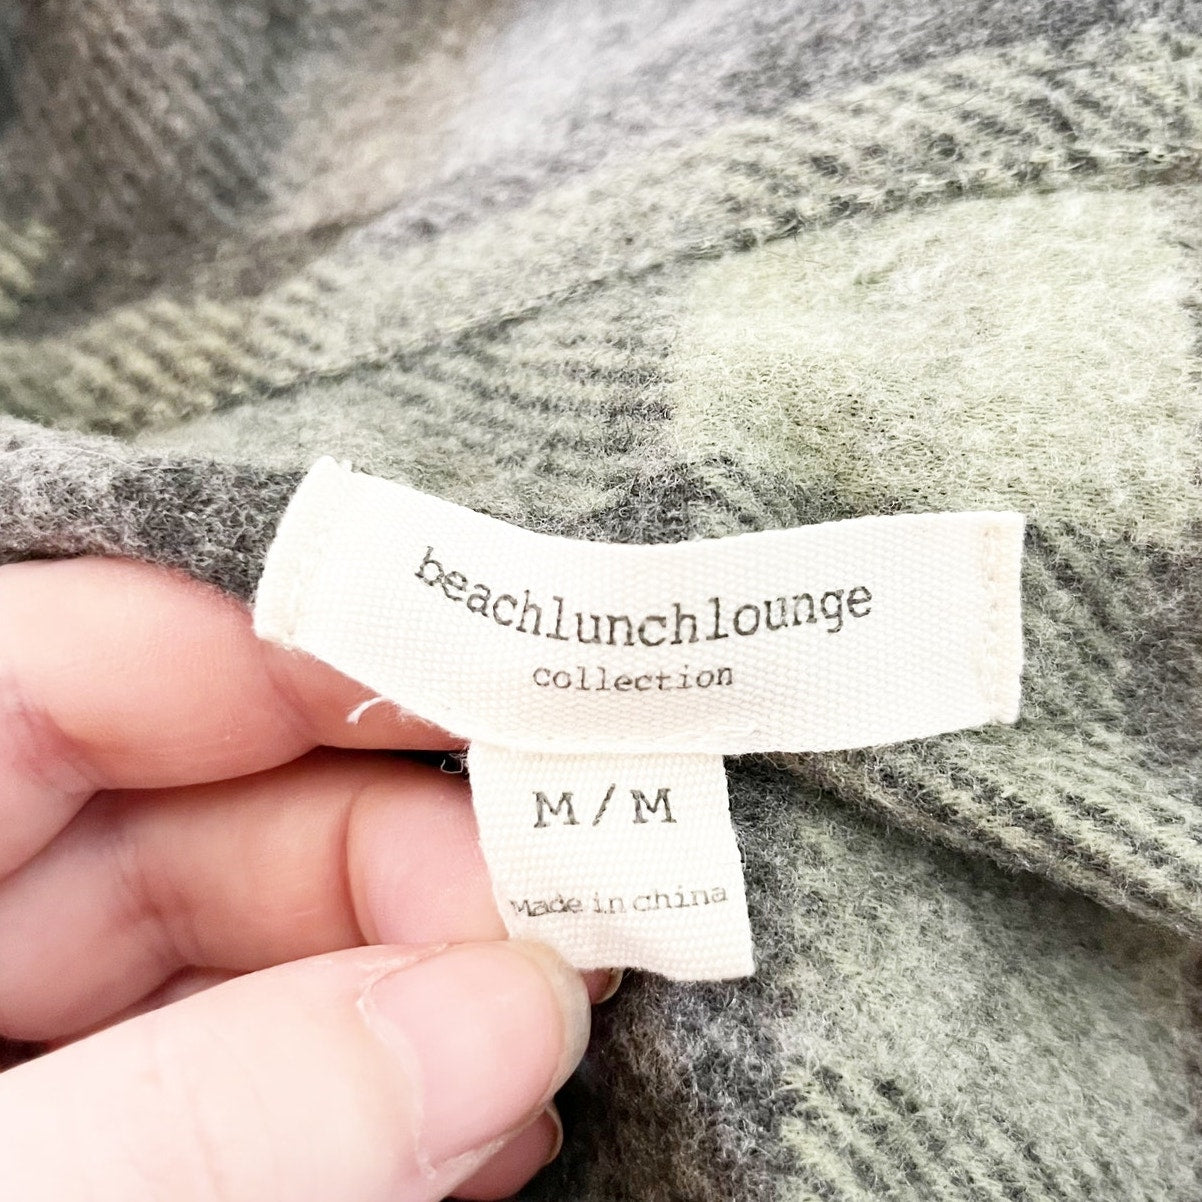 beachlunchlounge
collection
M/M
Made in china